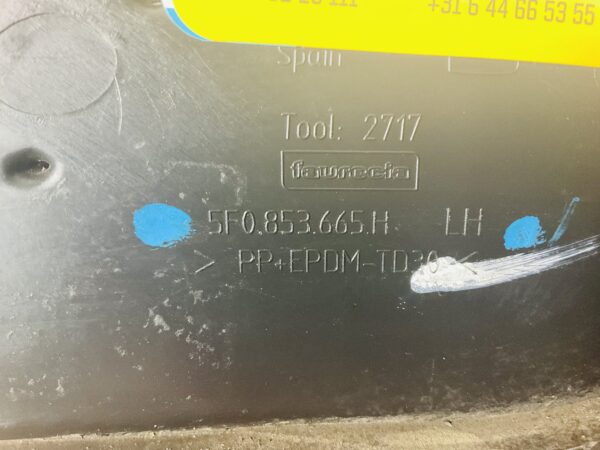 +31 6 44 66 53 55
Spain
Tool: 2717
faurecia
5F0.853.665.H LH
> PP+EPDM-TD30 <